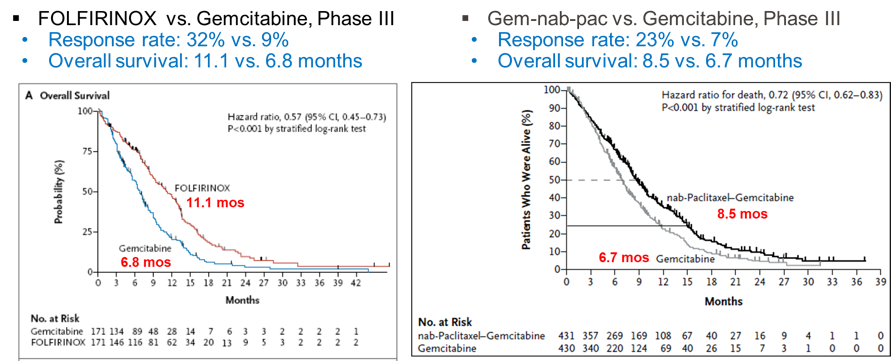 ▪ FOLFIRINOX vs. Gemcitabine, Phase III
• Response rate: 32% vs. 9%
• Overall survival: 11.1 vs. 6.8 months
A Overall Survival
Hazard ratio, 0.57 (95% CI, 0.45–0.73)
P<0.001 by stratified log-rank test
Probability (%)
100
75
50
25
0
FOLFIRINOX
11.1 mos
Gemcitabine
6.8 mos
0 3 6 9 12 15 18 21 24 27 30 33 36 39 42
Months
No. at Risk
Gemcitabine 171 134 89 48 28 14 7 6 3 3 2 2 2 2 1
FOLFIRINOX 171 146 116 81 62 34 20 13 9 5 3 2 2 2 2
▪ Gem-nab-pac vs. Gemcitabine, Phase III
• Response rate: 23% vs. 7%
• Overall survival: 8.5 vs. 6.7 months
Hazard ratio for death, 0.72 (95% CI, 0.62–0.83)
P<0.001 by stratified log-rank test
Patients Who Were Alive (%)
100
90
80
70
60
50
40
30
20
10
0
nab-Paclitaxel–Gemcitabine
8.5 mos
6.7 mos
Gemcitabine
0 3 6 9 12 15 18 21 24 27 30 33 36 39
Months
No. at Risk
nab-Paclitaxel–Gemcitabine 431 357 269 169 108 67 40 27 16 9 4 1 1 0
Gemcitabine 430 340 220 124 69 40 26 15 7 3 1 0 0 0